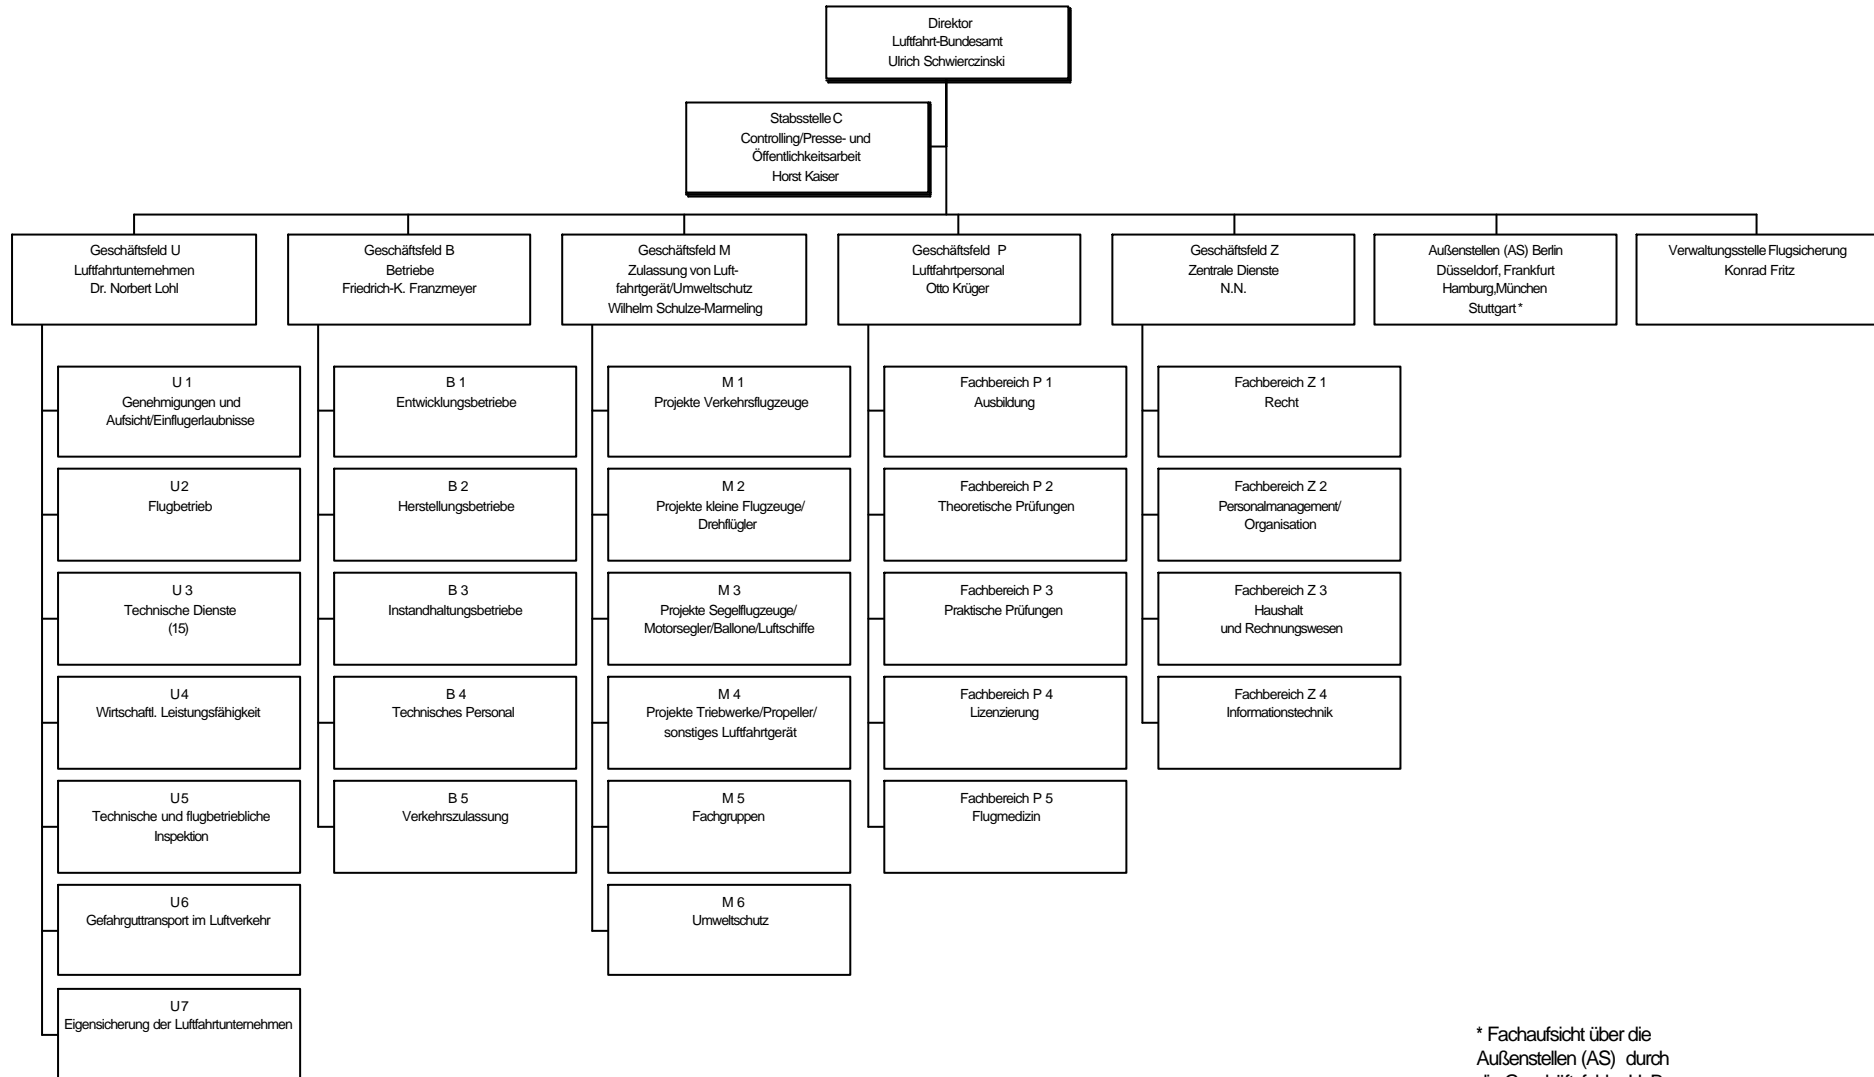 Direktor
Luftfahrt-Bundesamt
Ulrich Schwierczinski
Stabsstelle C
Controlling/Presse- und
Öffentlichkeitsarbeit
Horst Kaiser
Geschäftsfeld U
Luftfahrtunternehmen
Dr. Norbert Lohl
Geschäftsfeld B
Betriebe
Friedrich-K. Franzmeyer
Geschäftsfeld M
Zulassung von Luft-
fahrtgerät/Umweltschutz
Wilhelm Schulze-Marmeling
Geschäftsfeld P
Luftfahrtpersonal
Otto Krüger
Geschäftsfeld Z
Zentrale Dienste
N.N.
Außenstellen (AS) Berlin
Düsseldorf, Frankfurt
Hamburg,München
Stuttgart *
Verwaltungsstelle Flugsicherung
Konrad Fritz
U 1
Genehmigungen und
Aufsicht/Einflugerlaubnisse
U 2
Flugbetrieb
U 3
Technische Dienste
(15)
U 4
Wirtschaftl. Leistungsfähigkeit
U 5
Technische und flugbetriebliche
Inspektion
U 6
Gefahrguttransport im Luftverkehr
U 7
Eigensicherung der Luftfahrtunternehmen
B 1
Entwicklungsbetriebe
B 2
Herstellungsbetriebe
B 3
Instandhaltungsbetriebe
B 4
Technisches Personal
B 5
Verkehrszulassung
M 1
Projekte Verkehrsflugzeuge
M 2
Projekte kleine Flugzeuge/
Drehflügler
M 3
Projekte Segelflugzeuge/
Motorsegler/Ballone/Luftschiffe
M 4
Projekte Triebwerke/Propeller/
sonstiges Luftfahrtgerät
M 5
Fachgruppen
M 6
Umweltschutz
Fachbereich P 1
Ausbildung
Fachbereich P 2
Theoretische Prüfungen
Fachbereich P 3
Praktische Prüfungen
Fachbereich P 4
Lizenzierung
Fachbereich P 5
Flugmedizin
Fachbereich Z 1
Recht
Fachbereich Z 2
Personalmanagement/
Organisation
Fachbereich Z 3
Haushalt
und Rechnungswesen
Fachbereich Z 4
Informationstechnik
* Fachaufsicht über die
Außenstellen (AS) durch